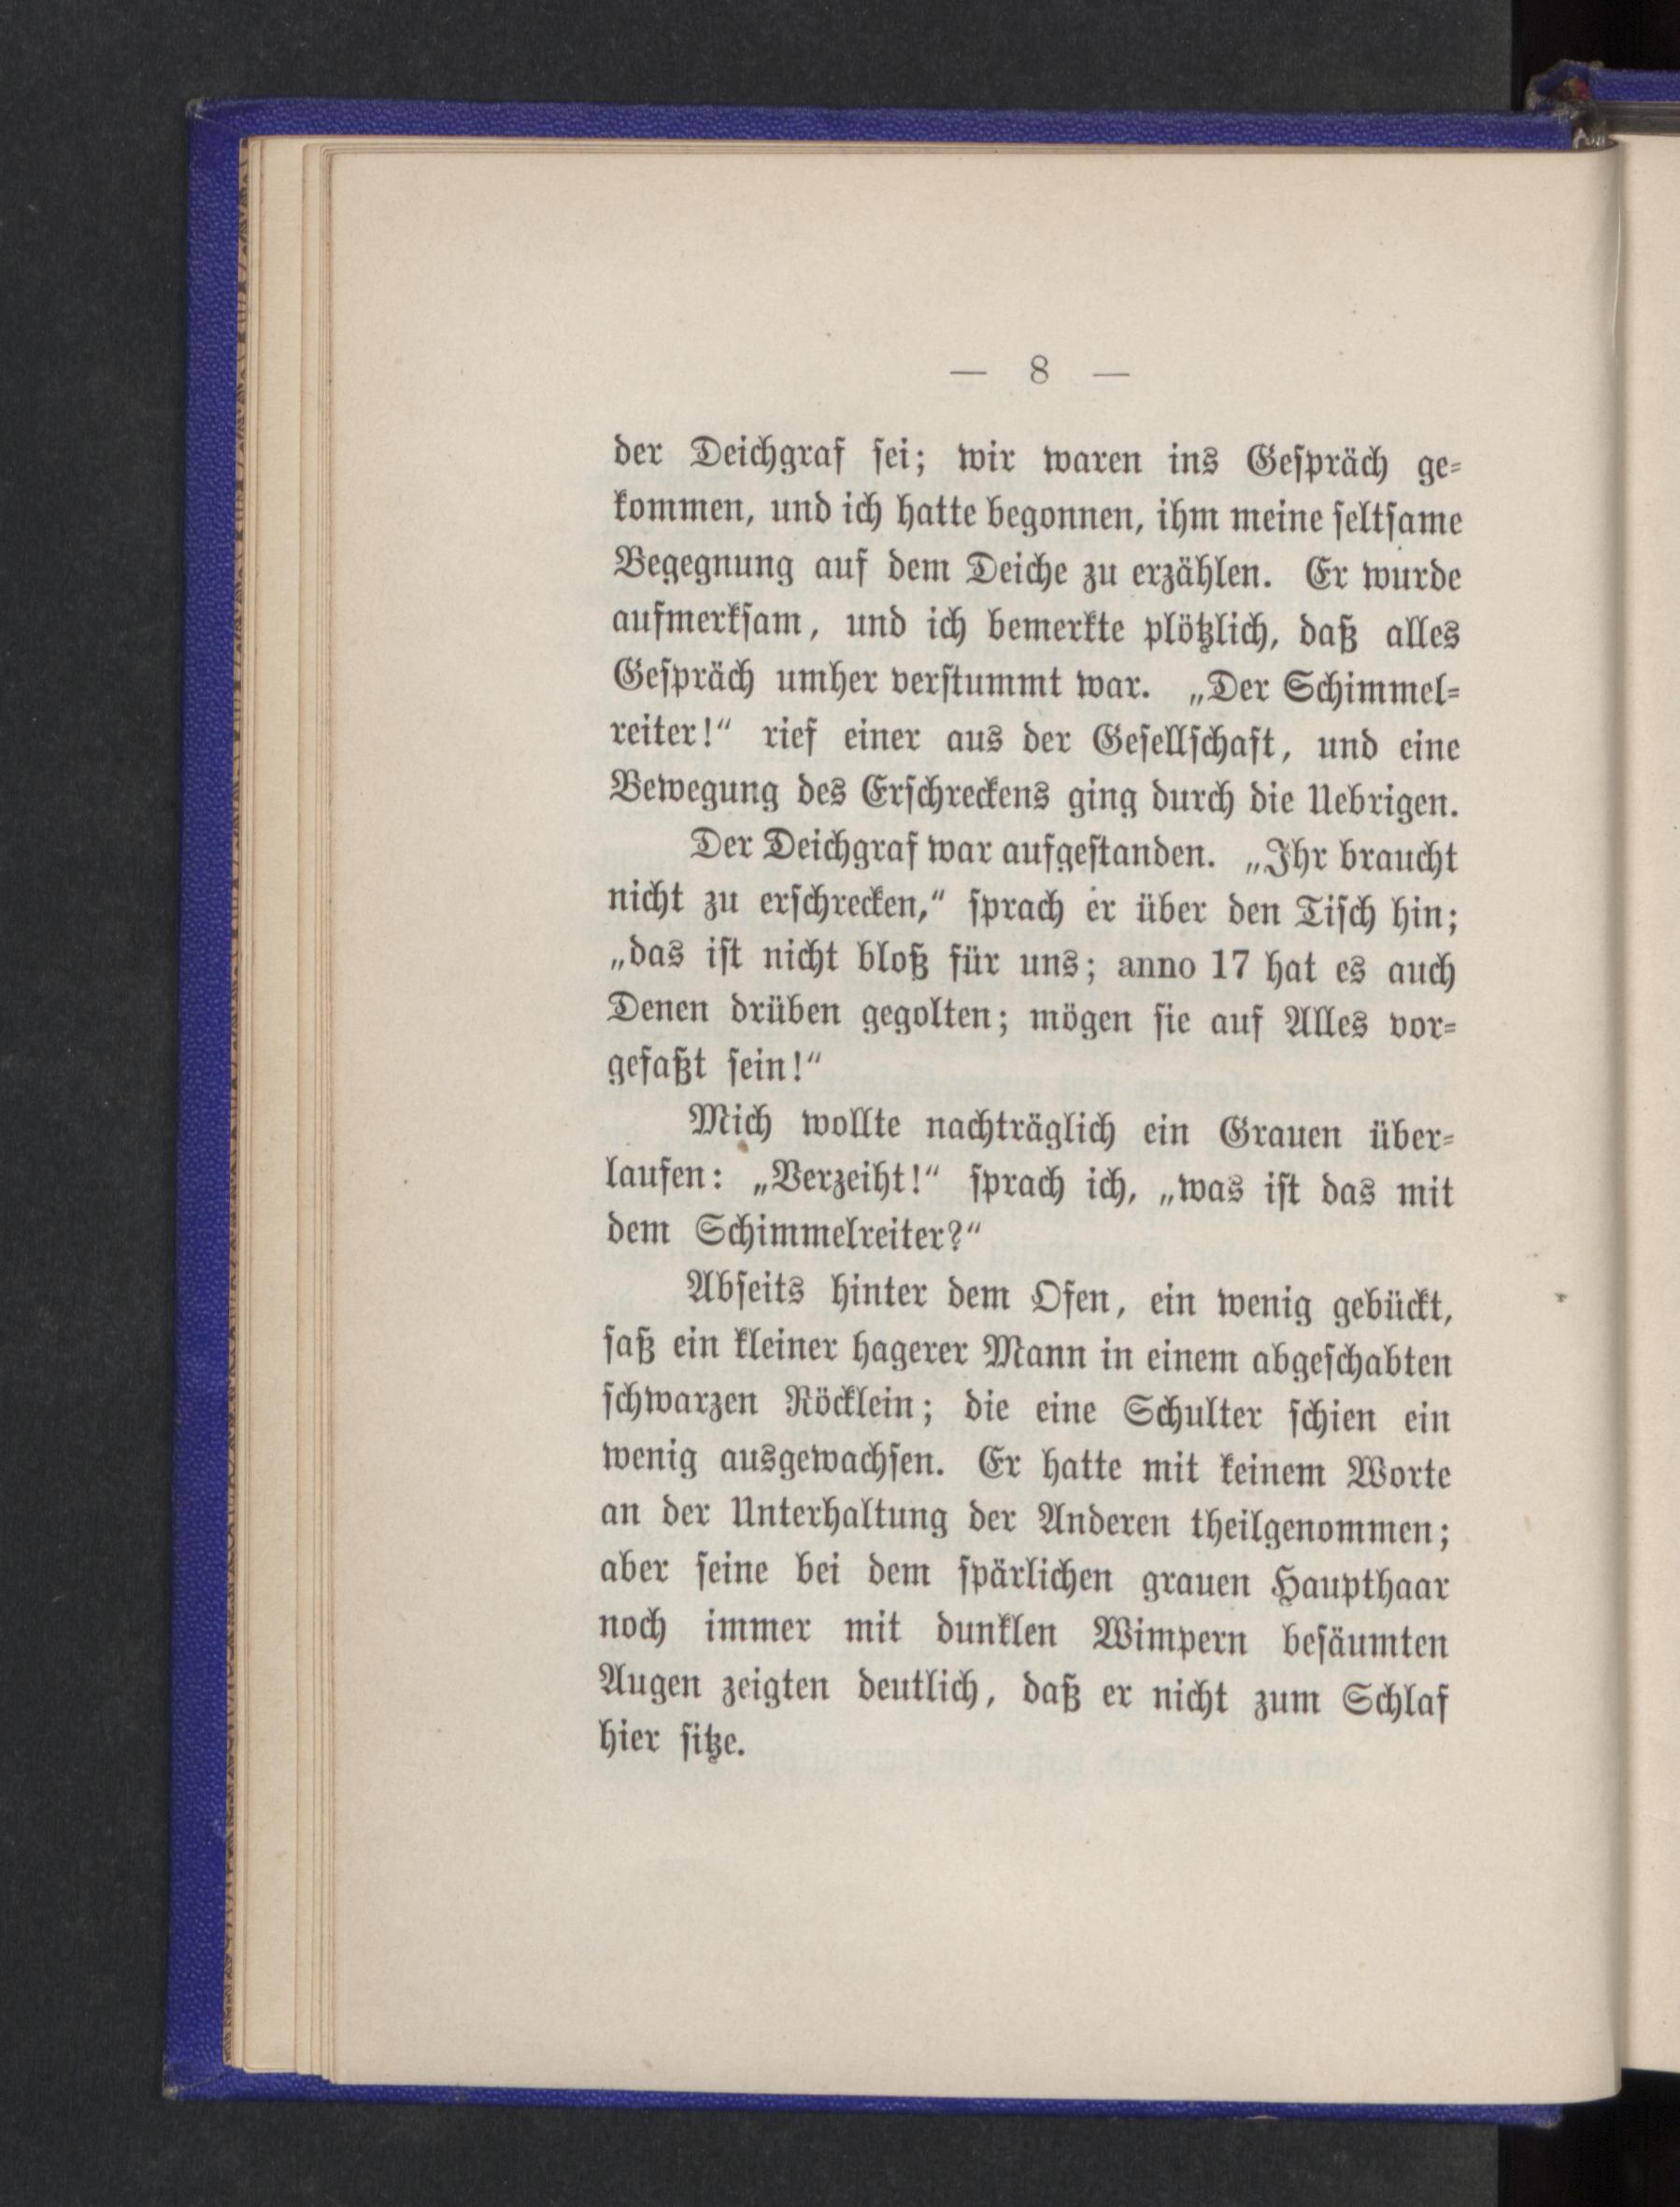 — 8 —
der Deichgraf sei; wir waren ins Gespräch ge-
kommen, und ich hatte begonnen, ihm meine seltsame
Begegnung auf dem Deiche zu erzählen. Er wurde
aufmerksam, und ich bemerkte plötzlich, daß alles
Gespräch umher verstummt war. „Der Schimmel-
reiter!“ rief einer aus der Gesellschaft, und eine
Bewegung des Erschreckens ging durch die Uebrigen.
Der Deichgraf war aufgestanden. „Ihr braucht
nicht zu erschrecken,“ sprach er über den Tisch hin;
„das ist nicht bloß für uns; anno 17 hat es auch
Denen drüben gegolten; mögen sie auf Alles vor-
gefaßt sein!“
Mich wollte nachträglich ein Grauen über-
laufen: „Verzeiht!“ sprach ich, „was ist das mit
dem Schimmelreiter?“
Abseits hinter dem Ofen, ein wenig gebückt,
saß ein kleiner hagerer Mann in einem abgeschabten
schwarzen Röcklein; die eine Schulter schien ein
wenig ausgewachsen. Er hatte mit keinem Worte
an der Unterhaltung der Anderen theilgenommen;
aber seine bei dem spärlichen grauen Haupthaar
noch immer mit dunklen Wimpern besäumten
Augen zeigten deutlich, daß er nicht zum Schlaf
hier sitze.